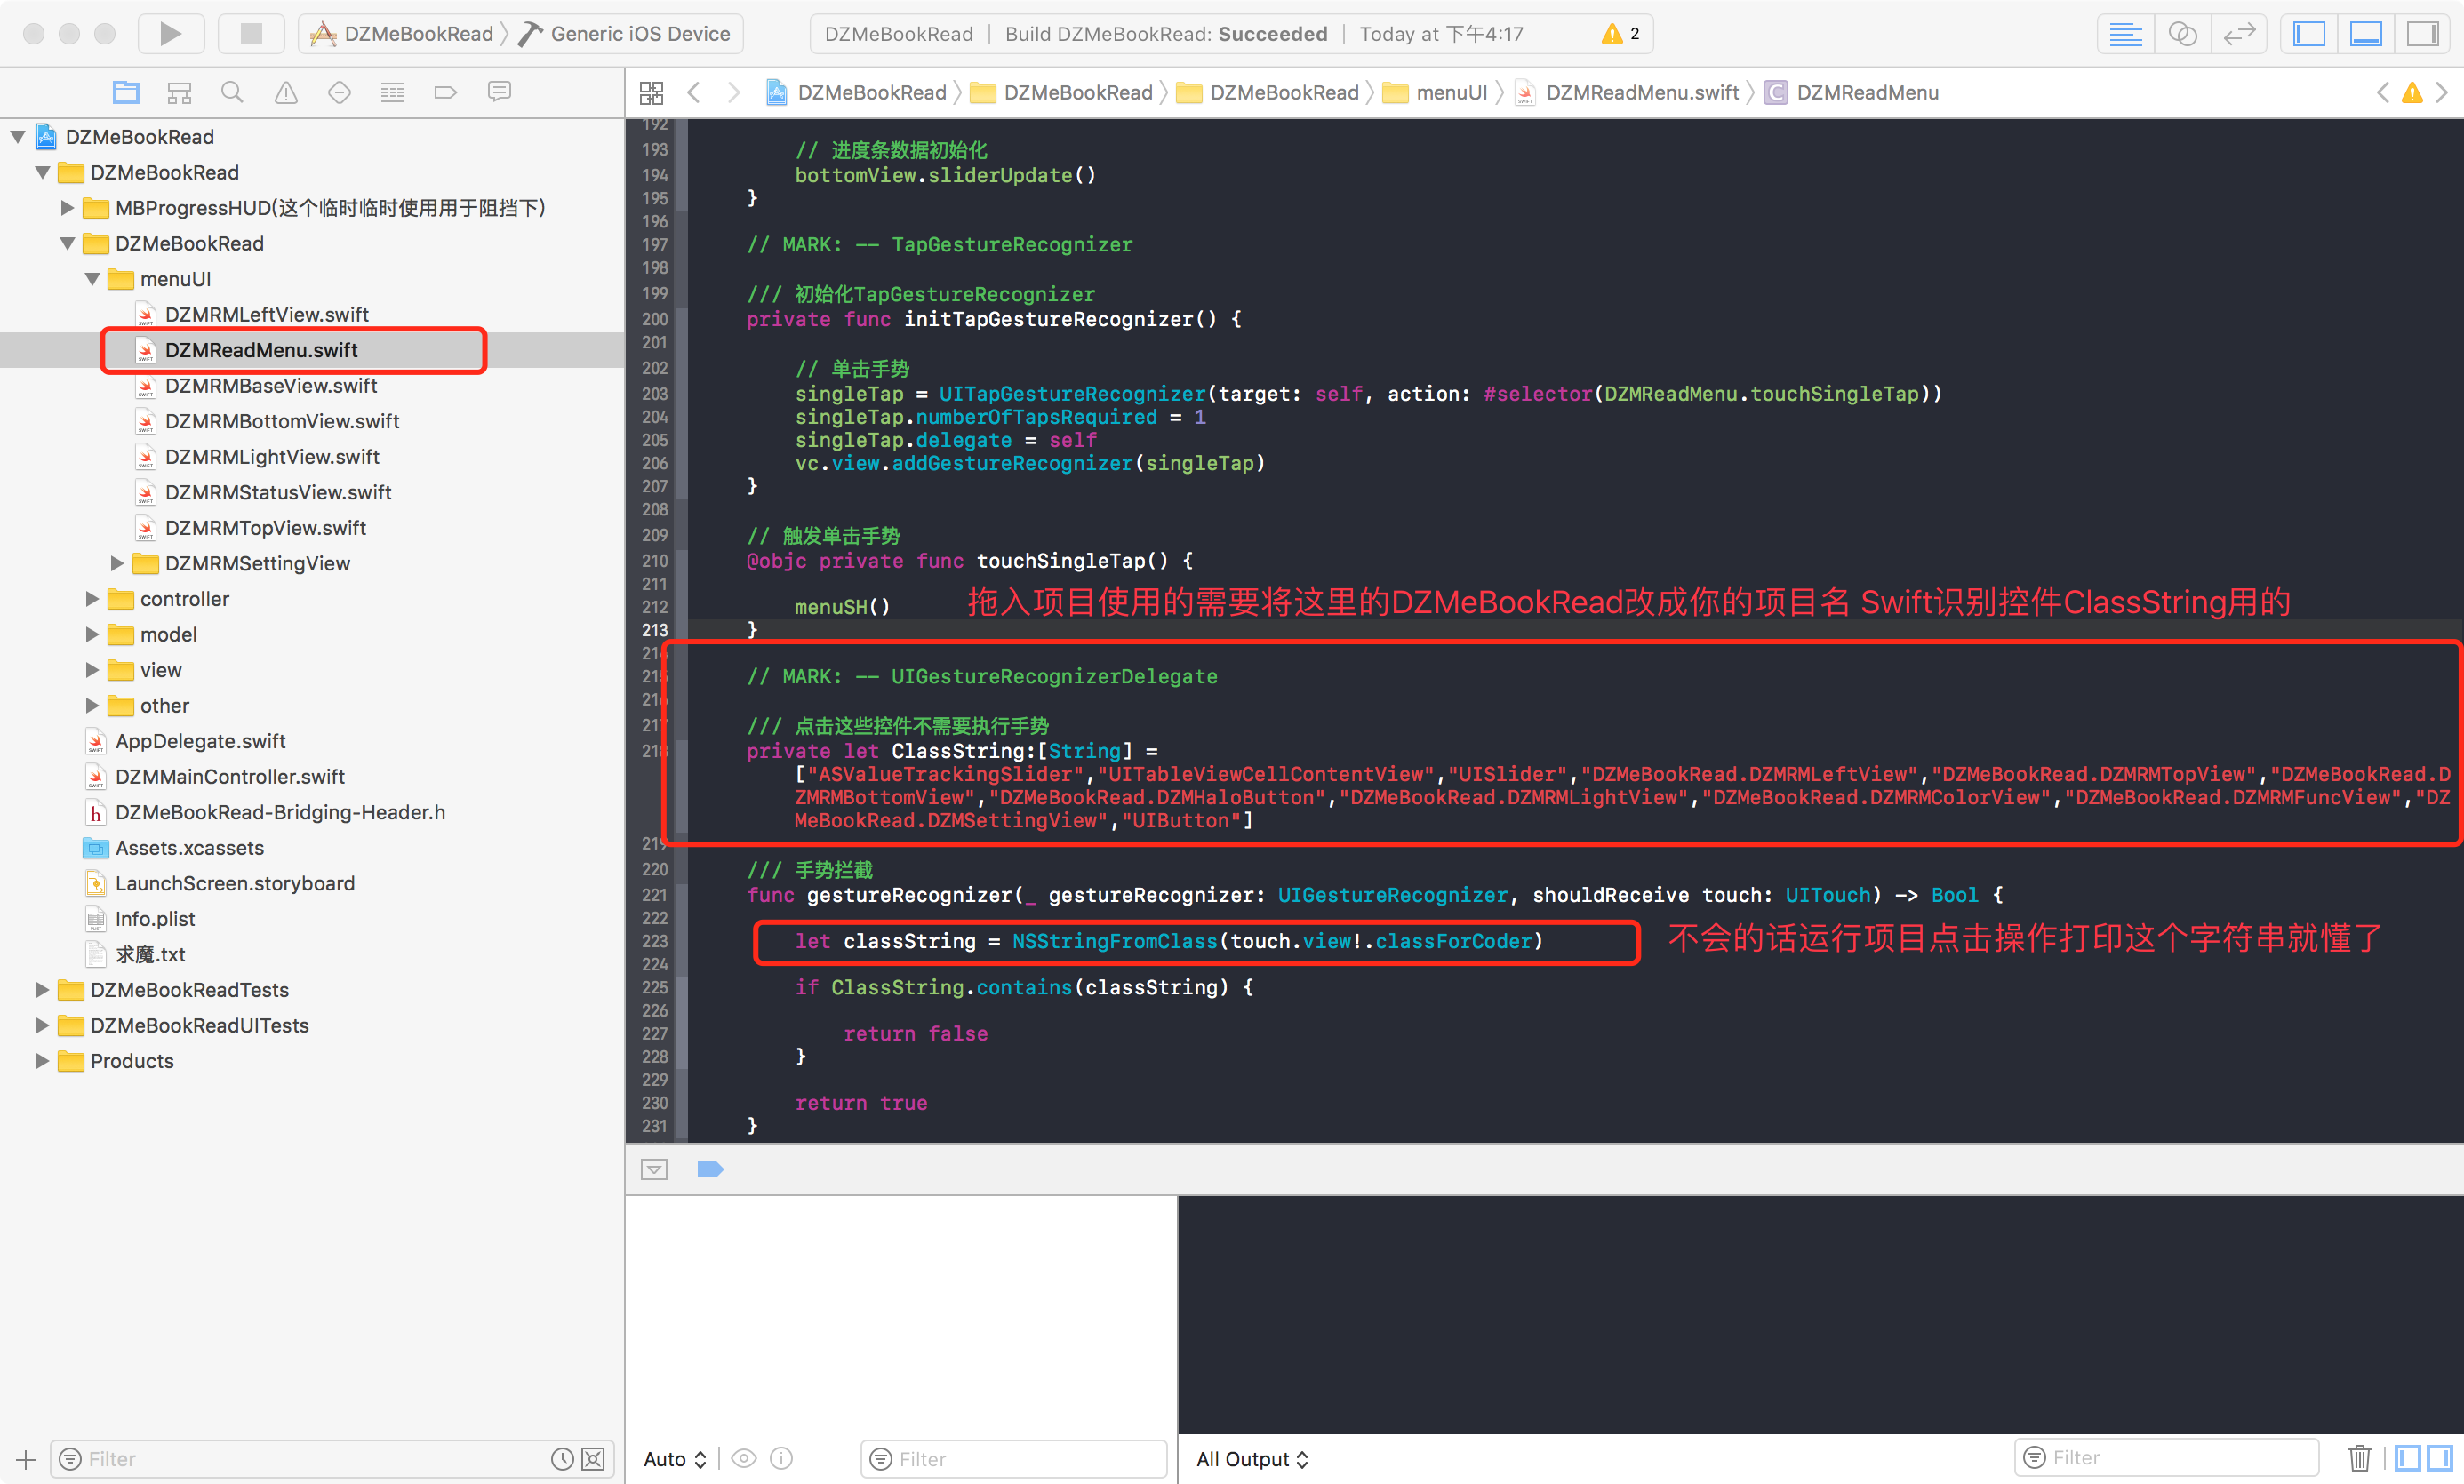 DZMeBookRead
Generic iOS Device
DZMeBookRead | Build DZMeBookRead: Succeeded | Today at 下午4:17
2
DZMeBookRead
DZMeBookRead
DZMeBookRead
menuUI
DZMReadMenu.swift
C DZMReadMenu
DZMeBookRead
DZMeBookRead
MBProgressHUD(这个临时临时使用用于阻挡下)
DZMeBookRead
menuUI
DZMRMLeftView.swift
DZMReadMenu.swift
DZMRMBaseView.swift
DZMRMBottomView.swift
DZMRMLightView.swift
DZMRMStatusView.swift
DZMRMTopView.swift
DZMRMSettingView
controller
model
view
other
AppDelegate.swift
DZMMainController.swift
h DZMeBookRead-Bridging-Header.h
Assets.xcassets
LaunchScreen.storyboard
Info.plist
求魔.txt
DZMeBookReadTests
DZMeBookReadUITests
Products
Filter
192
193 // 进度条数据初始化
194 bottomView.sliderUpdate()
195 }
196
197 // MARK: -- TapGestureRecognizer
198
199 /// 初始化TapGestureRecognizer
200 private func initTapGestureRecognizer() {
201
202 // 单击手势
203 singleTap = UITapGestureRecognizer(target: self, action: #selector(DZMReadMenu.touchSingleTap))
204 singleTap.numberOfTapsRequired = 1
205 singleTap.delegate = self
206 vc.view.addGestureRecognizer(singleTap)
207 }
208
209 // 触发单击手势
210 @objc private func touchSingleTap() {
211
212 menuSH()
拖入项目使用的需要将这里的DZMeBookRead改成你的项目名 Swift识别控件ClassString用的
213 }
214
215 // MARK: -- UIGestureRecognizerDelegate
216
217 /// 点击这些控件不需要执行手势
218 private let ClassString:[String] =
["ASValueTrackingSlider","UITableViewCellContentView","UISlider","DZMeBookRead.DZMRMLeftView","DZMeBookRead.DZMRMTopView","DZMeBookRead.D
ZMRMBottomView","DZMeBookRead.DZMHaloButton","DZMeBookRead.DZMRMLightView","DZMeBookRead.DZMRMColorView","DZMeBookRead.DZMRMFuncView","DZ
MeBookRead.DZMSettingView","UIButton"]
219
220 /// 手势拦截
221 func gestureRecognizer(_ gestureRecognizer: UIGestureRecognizer, shouldReceive touch: UITouch) -> Bool {
222
223 let classString = NSStringFromClass(touch.view!.classForCoder)
不会的话运行项目点击操作打印这个字符串就懂了
224
225 if ClassString.contains(classString) {
226
227 return false
228 }
229
230 return true
231 }
Auto
Filter
All Output
Filter